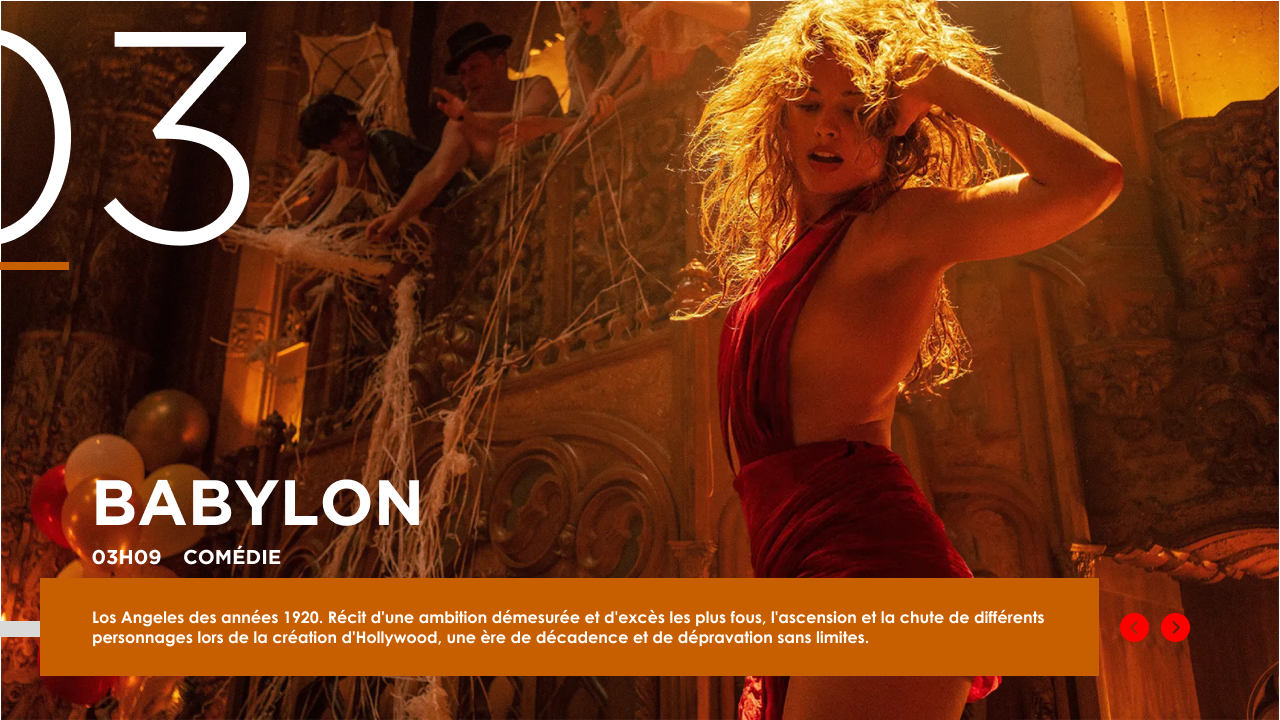 03
BABYLON
03H09 COMÉDIE
Los Angeles des années 1920. Récit d'une ambition démesurée et d'excès les plus fous, l'ascension et la chute de différents
personnages lors de la création d'Hollywood, une ère de décadence et de dépravation sans limites.